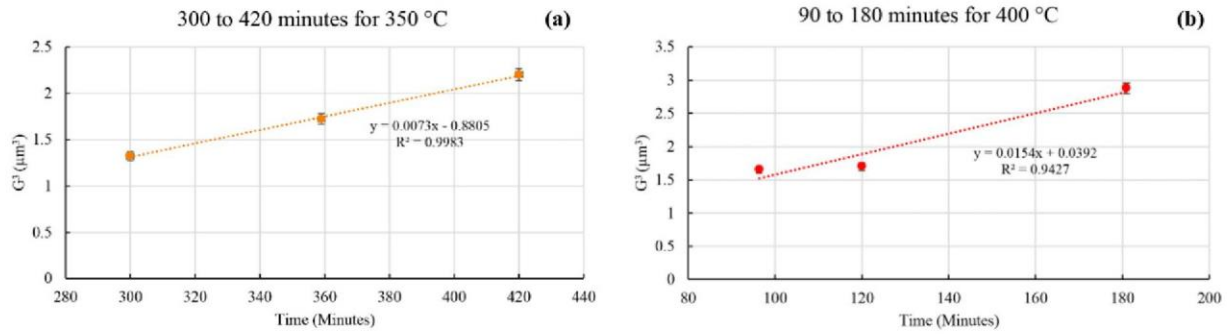 300 to 420 minutes for 350 °C
(a)
2.5
2
1.5
1
0.5
0
G³ (μm³)
y = 0.0073x - 0.8805
R² = 0.9983
280 300 320 340 360 380 400 420 440
Time (Minutes)
90 to 180 minutes for 400 °C
(b)
3.5
3
2.5
2
1.5
1
0.5
0
G³ (μm³)
y = 0.0154x + 0.0392
R² = 0.9427
80 100 120 140 160 180 200
Time (Minutes)